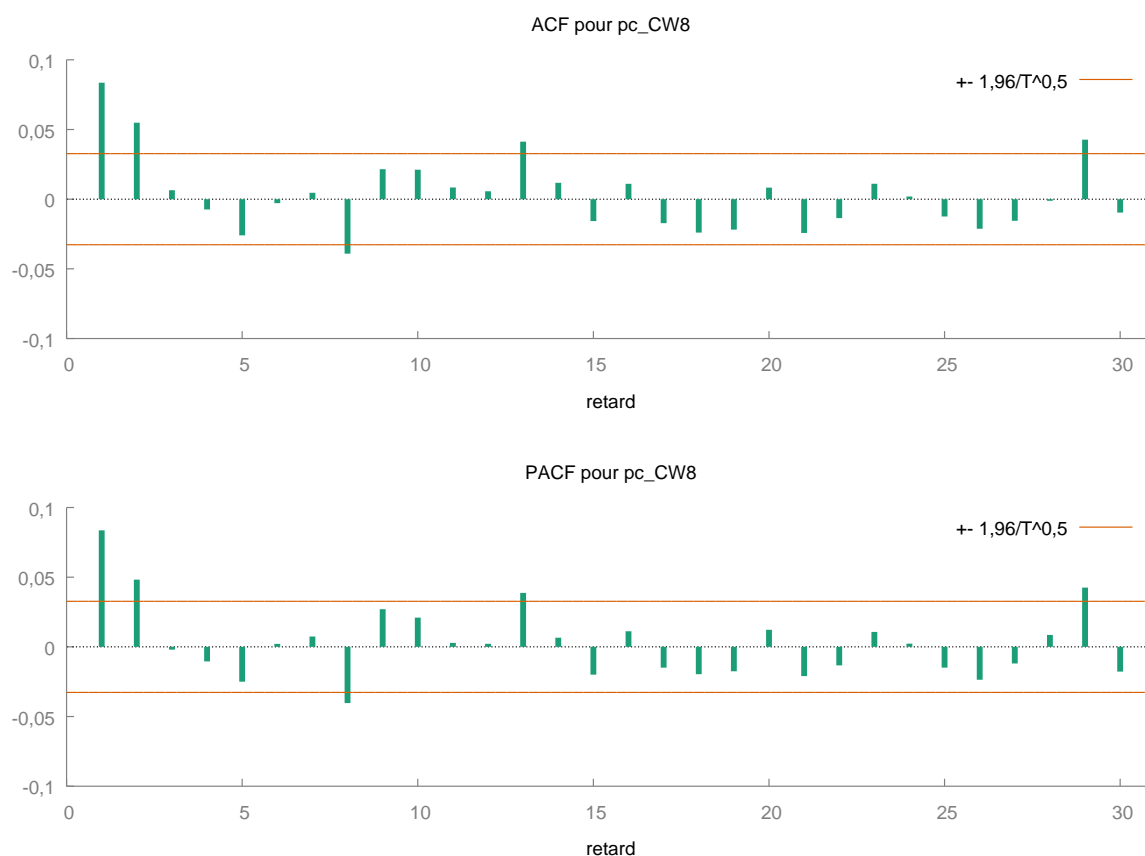 ACF pour pc_CW8
+- 1,96/T^0,5
0,1
0,05
0
-0,05
-0,1
0 5 10 15 20 25 30
retard
PACF pour pc_CW8
+- 1,96/T^0,5
0,1
0,05
0
-0,05
-0,1
0 5 10 15 20 25 30
retard